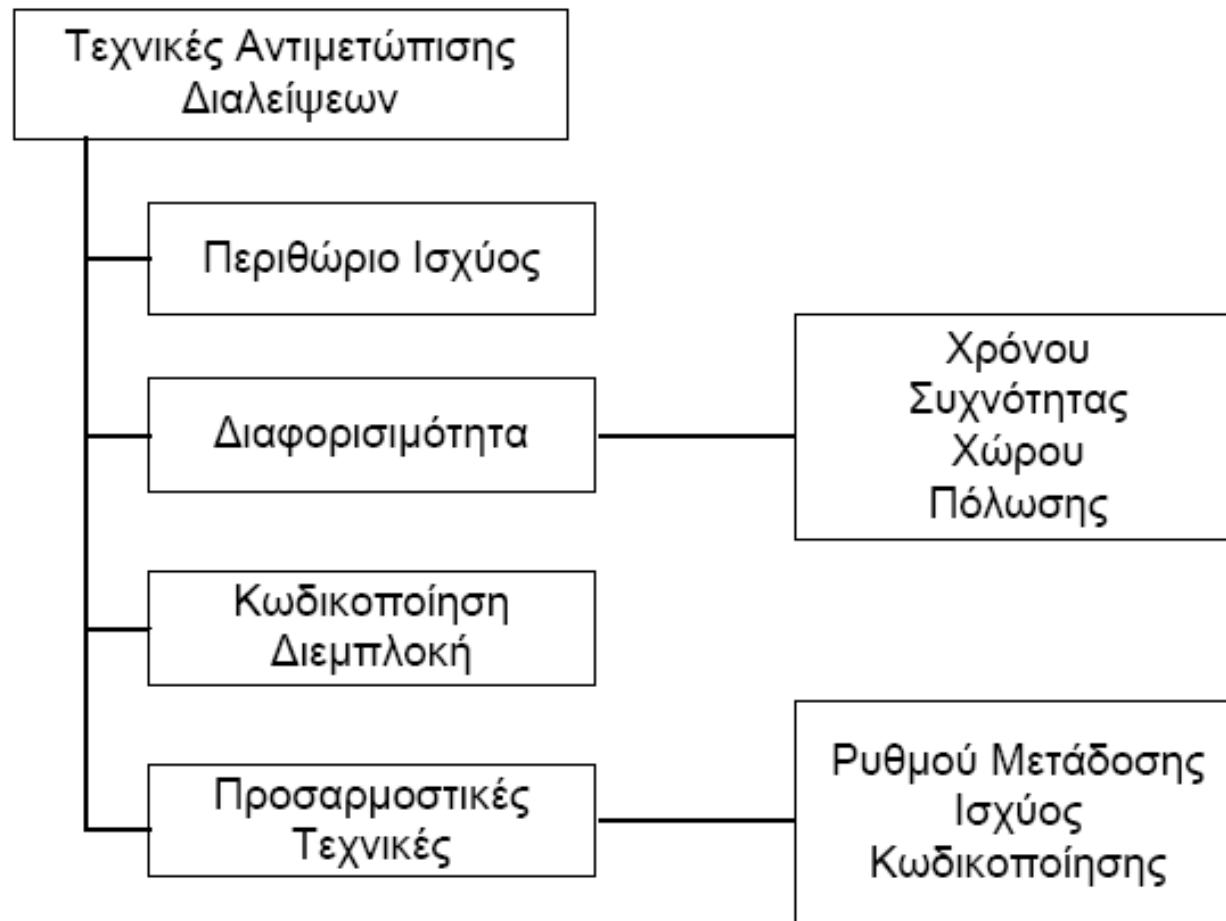 Τεχνικές Αντιμετώπισης
Διαλείψεων
Περιθώριο Ισχύος
Διαφορισιμότητα
Χρόνου
Συχνότητας
Χώρου
Πόλωσης
Κωδικοποίηση
Διεμπλοκή
Προσαρμοστικές
Τεχνικές
Ρυθμού Μετάδοσης
Ισχύος
Κωδικοποίησης